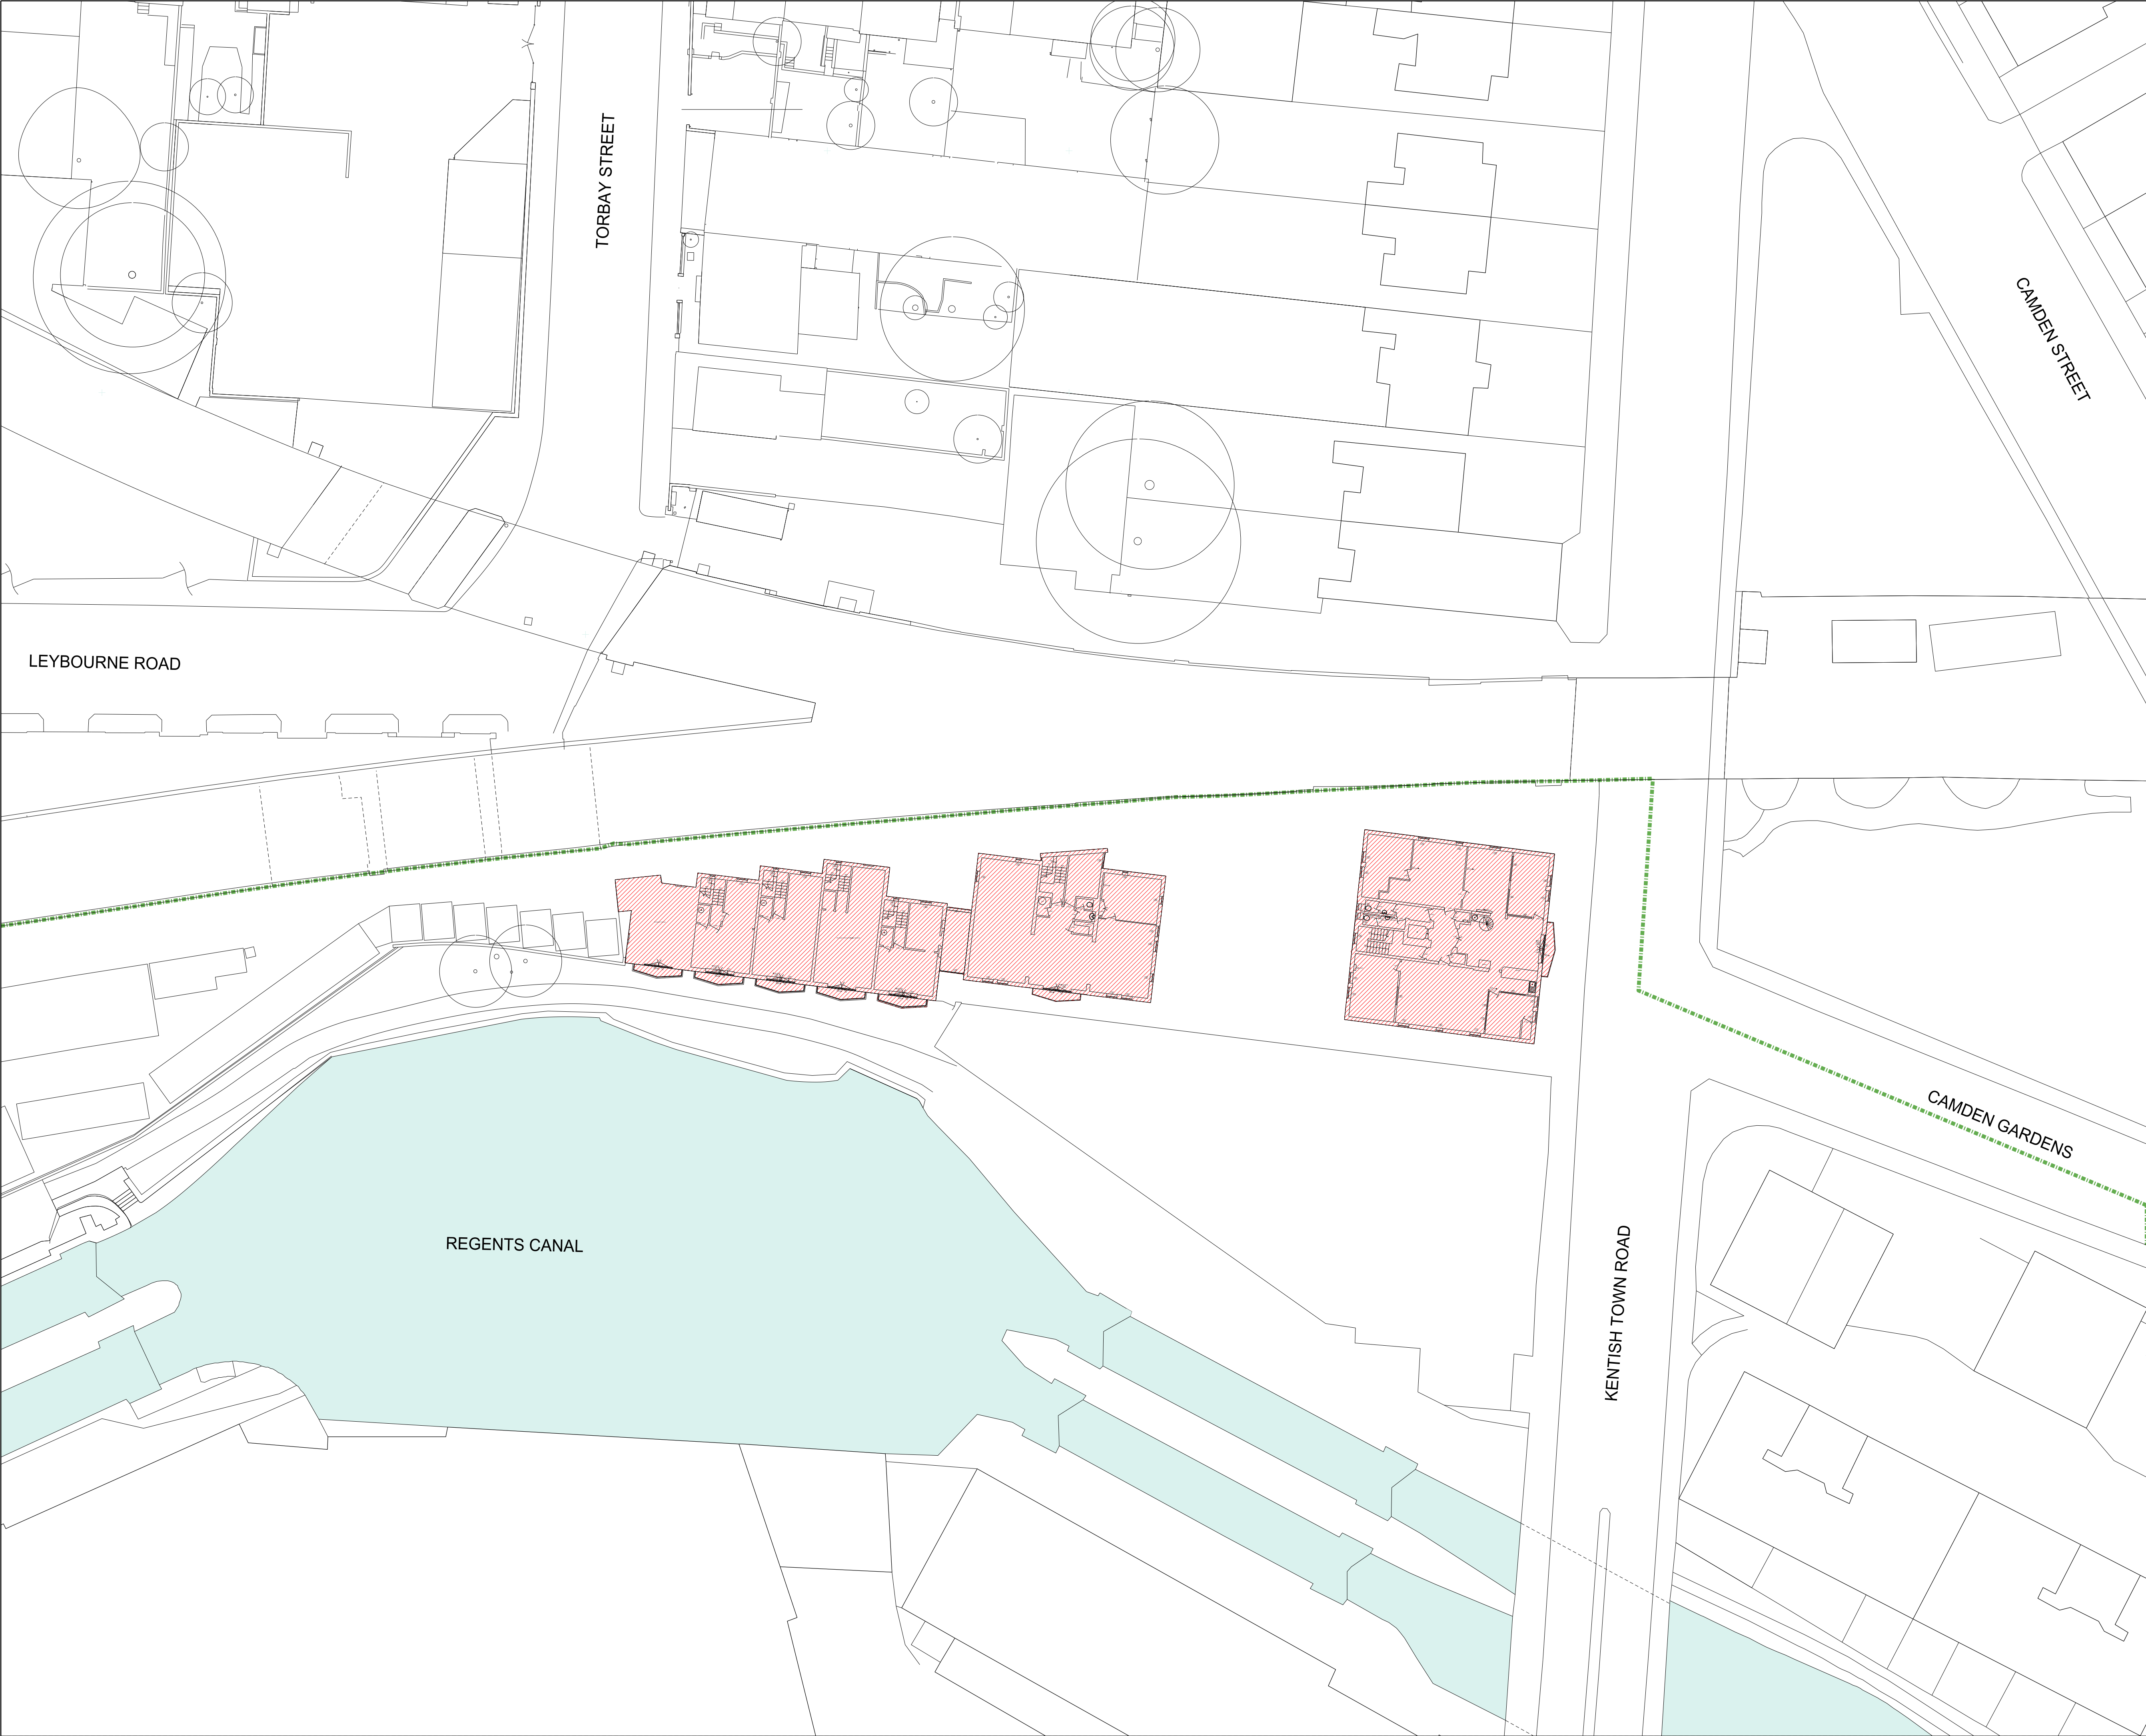 TORBAY STREET
CAMDEN STREET
LEYBOURNE ROAD
CAMDEN GARDENS
REGENTS CANAL
KENTISH TOWN ROAD